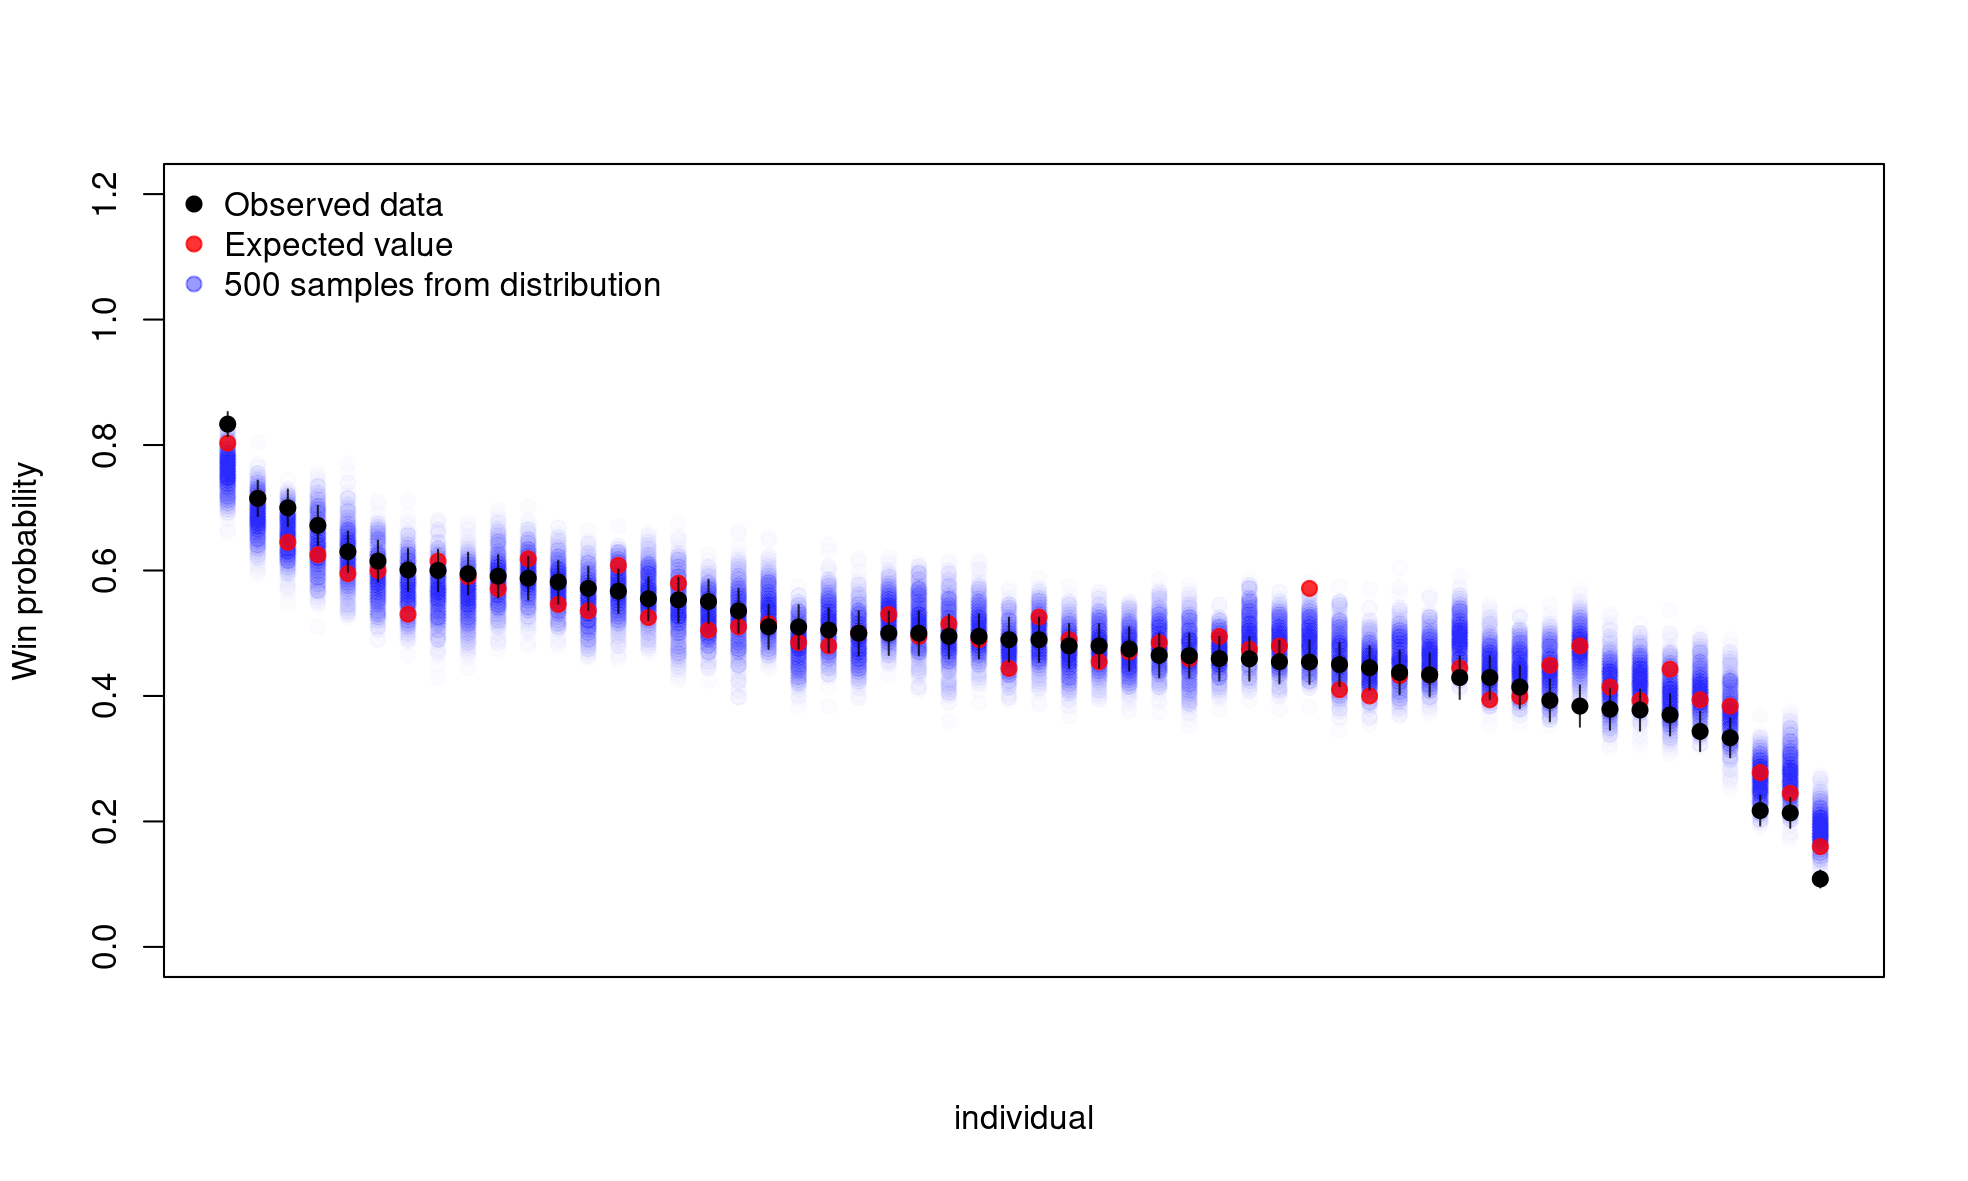 Observed data
Expected value
500 samples from distribution
Win probability
1.2
1.0
0.8
0.6
0.4
0.2
0.0
individual